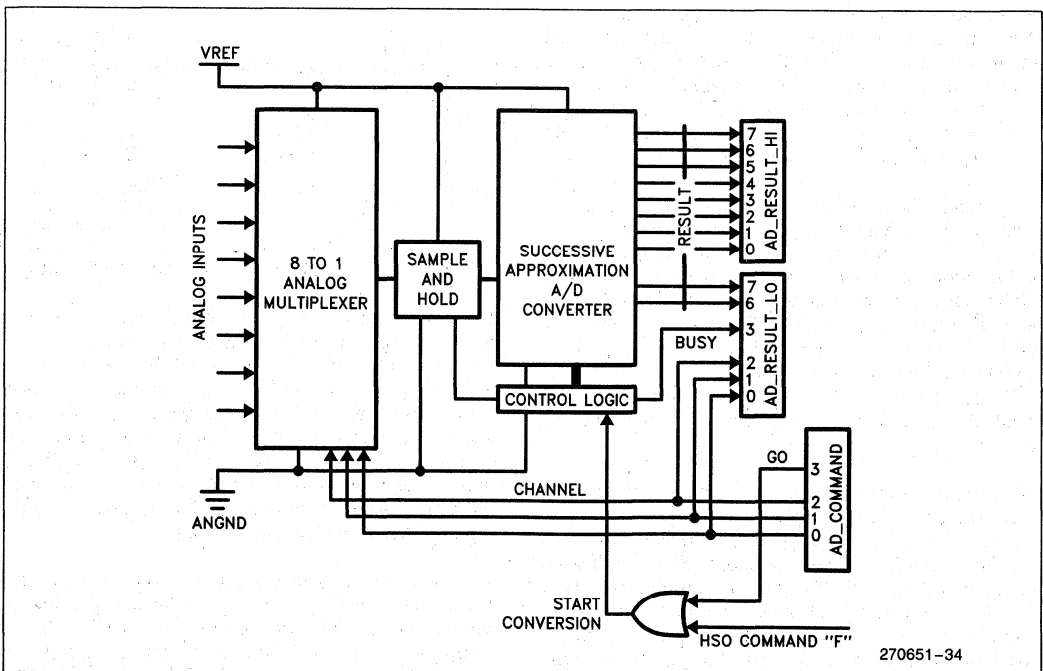 VREF
ANALOG INPUTS
8 TO 1
ANALOG
MULTIPLEXER
SAMPLE
AND
HOLD
SUCCESSIVE
APPROXIMATION
A/D
CONVERTER
CONTROL LOGIC
RESULT
7
6
5
4
3
2
1
0
AD_RESULT_HI
7
6
3
2
1
0
AD_RESULT_LO
BUSY
GO
3
2
1
0
AD_COMMAND
CHANNEL
ANGND
START
CONVERSION
HSO COMMAND "F"
270651-34